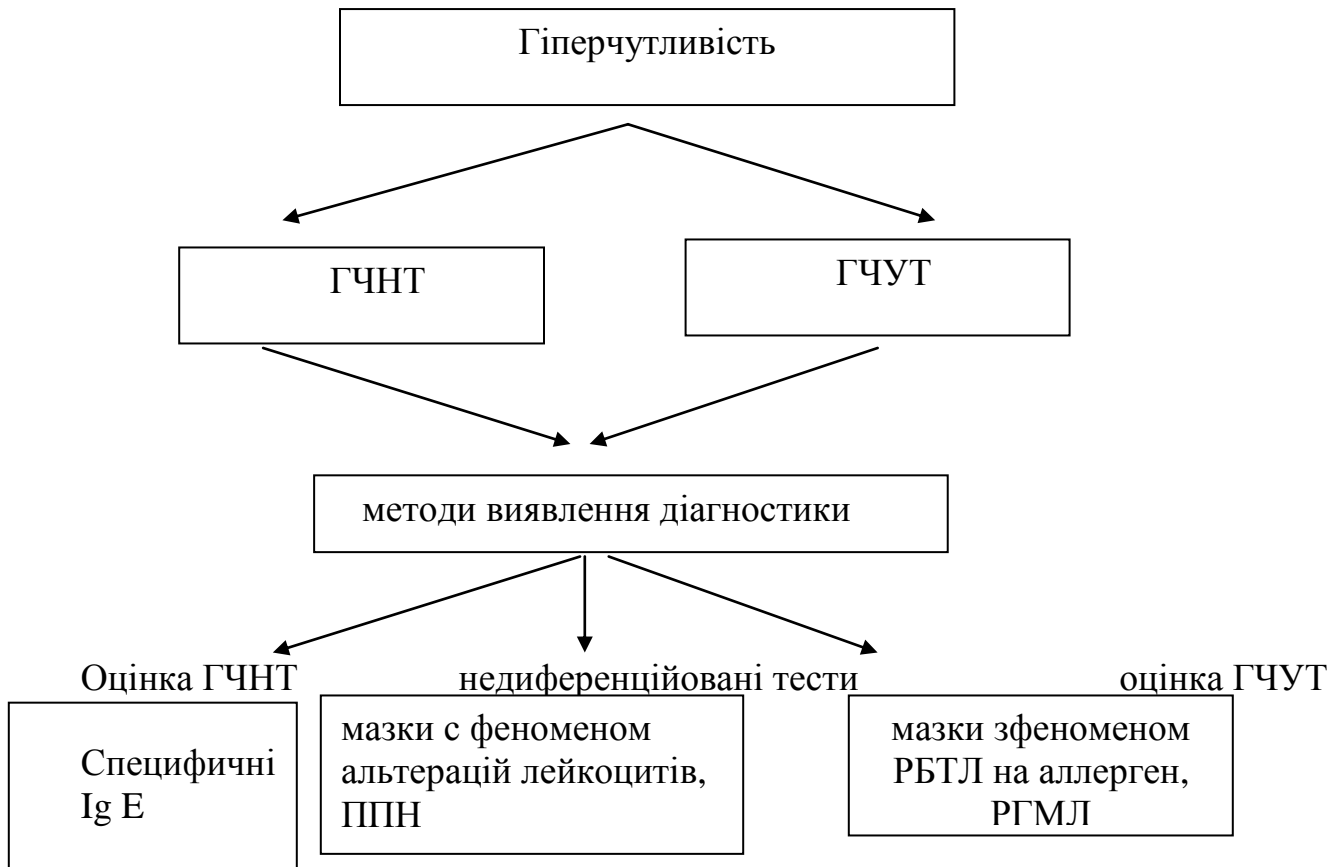 Гіперчутливість
ГЧНТ
ГЧУТ
методи виявлення діагностики
Оцінка ГЧНТ
недиференційовані тести
оцінка ГЧУТ
Специфичні
Ig E
мазки с феноменом
альтерацій лейкоцитів,
ППН
мазки зфеноменом
РБТЛ на аллерген,
РГМЛ